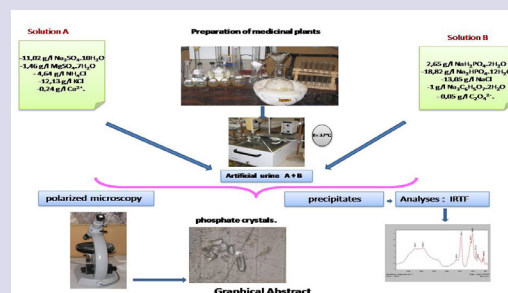 Solution A
Preparation of medicinal plants
Solution B
-11,02 g/l Na₂SO₄.10H₂O
-1,46 g/l MgSO₄.7H₂O
-4,64 g/l NH₄Cl
-12,13 g/l KCl
-0,24 g/l Ca²⁺.
2,65 g/l NaH₂PO₄.2H₂O
-18,82 g/l Na₂HPO₄.12H₂O
-13,05 g/l NaCl
-1 g/l Na₃C₆H₅O₇.2H₂O
-0,05 g/l C₂O₄²⁻.
T=37°C
Artificial urine A+B
polarized microscopy
precipitates
Analyses : IRTF
phosphate crystals.
Graphical Abstract